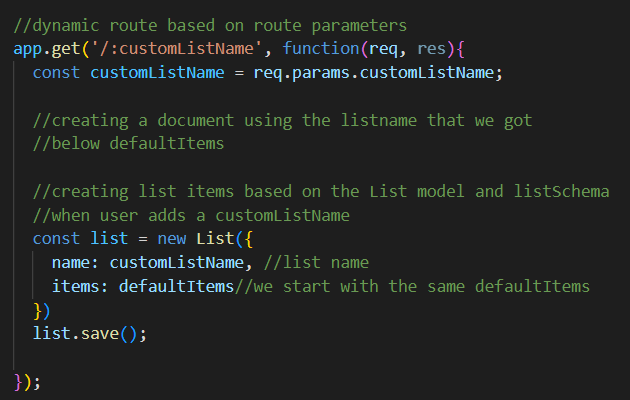 //dynamic route based on route parameters
app.get('/:customListName', function(req, res){
const customListName = req.params.customListName;
//creating a document using the listname that we got
//below defaultItems
//creating list items based on the List model and listSchema
//when user adds a customListName
const list = new List({
name: customListName, //list name
items: defaultItems//we start with the same defaultItems
})
list.save();
});